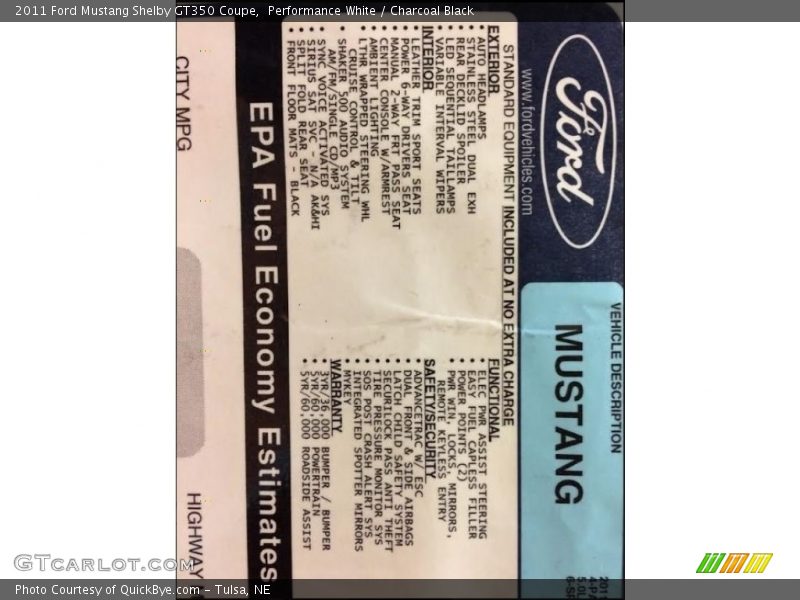 2011 Ford Mustang Shelby GT350 Coupe,  Performance White / Charcoal Black
Ford
www.fordvehicles.com
VEHICLE DESCRIPTION
MUSTANG
2011
STANDARD EQUIPMENT INCLUDED AT NO EXTRA CHARGE
EXTERIOR
• AUTO HEADLAMPS
• STAINLESS STEEL DUAL EXH
• REAR DECKLID SPOILER
• LED SEQUENTIAL TAILLAMPS
• VARIABLE INTERVAL WIPERS
INTERIOR
• LEATHER TRIM SPORT SEATS
• POWER 6-WAY DRIVERS SEAT
• MANUAL 2-WAY FRT PASS SEAT
• CENTER CONSOLE W/ARMREST
• AMBIENT LIGHTING
• LTHR WRAPPED STEERING WHL
CRUISE CONTROL & TILT
• SHAKER 500 AUDIO SYSTEM
AM/FM/SINGLE CD/MP3
• SYNC VOICE ACTIVATED SYS
• SIRIUS SAT SVC - N/A AK&HI
• SPLIT FOLD REAR SEAT
• FRONT FLOOR MATS - BLACK
FUNCTIONAL
• ELEC PWR ASSIST STEERING
• EASY FUEL CAPLESS FILLER
• POWER POINTS (2)
• PWR WIN, LOCKS, MIRRORS,
REMOTE KEYLESS ENTRY
SAFETY/SECURITY
• ADVANCETRAC W/ ESC
• DUAL FRONT & SIDE AIRBAGS
• LATCH CHILD SAFETY SYSTEM
• SECURILOCK PASS ANTI THEFT
• TIRE PRESSURE MONITOR SYS
• SOS POST CRASH ALERT SYS
• INTEGRATED SPOTTER MIRRORS
• MYKEY
WARRANTY
• 3YR/36,000 BUMPER / BUMPER
• 5YR/60,000 POWERTRAIN
• 5YR/60,000 ROADSIDE ASSIST
EPA Fuel Economy Estimates
CITY MPG
HIGHWAY
GTCarLot.com
Photo Courtesy of QuickBye.com – Tulsa, NE